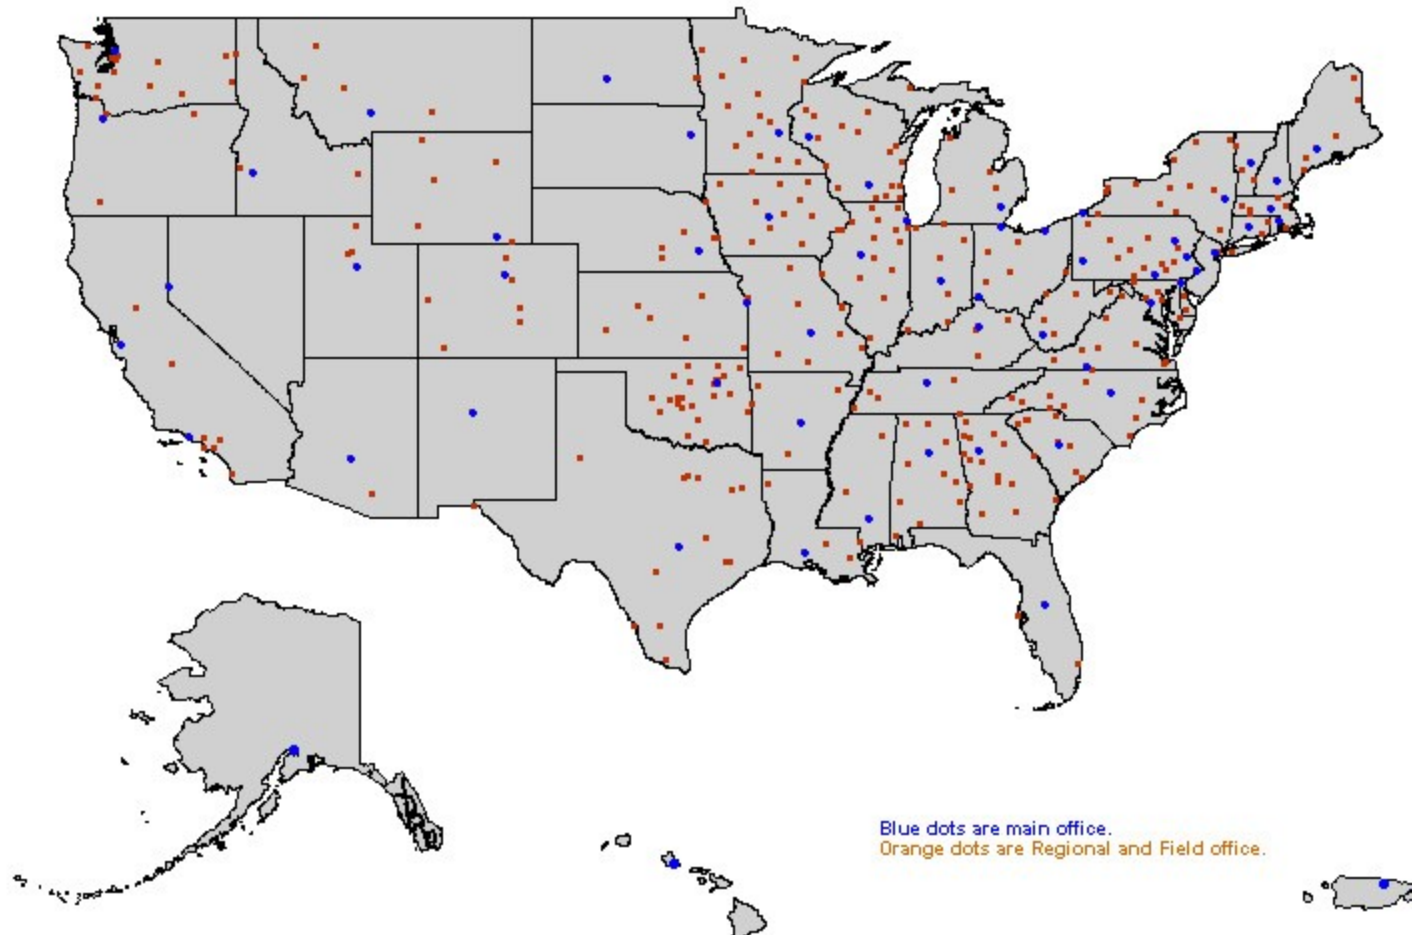 Blue dots are main office.
Orange dots are Regional and Field office.